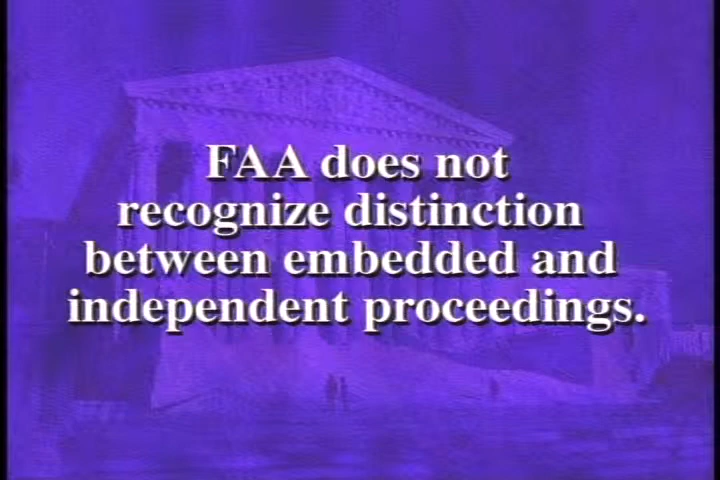 FAA does not
recognize distinction
between embedded and
independent proceedings.